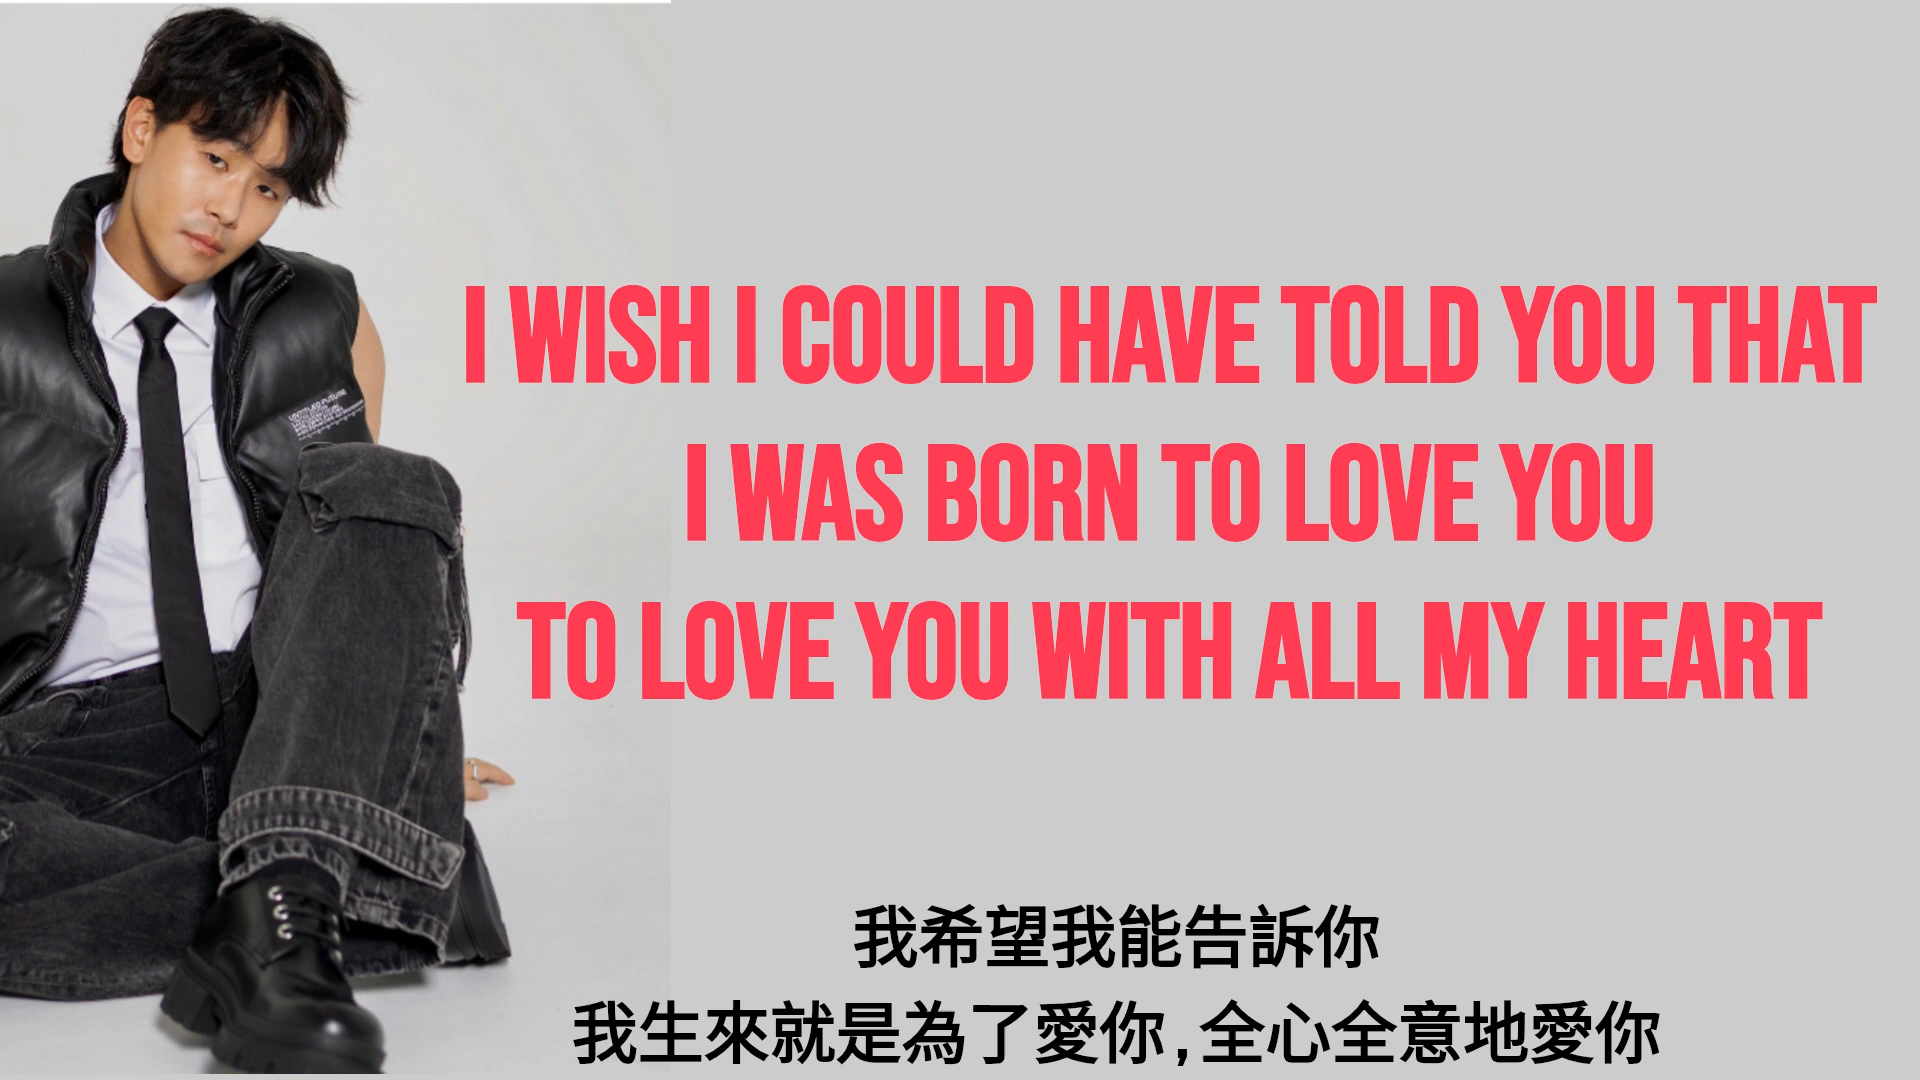 I WISH I COULD HAVE TOLD YOU THAT
I WAS BORN TO LOVE YOU
TO LOVE YOU WITH ALL MY HEART
我希望我能告訴你
我生來就是為了愛你,全心全意地愛你
UNTITLED FUTURE